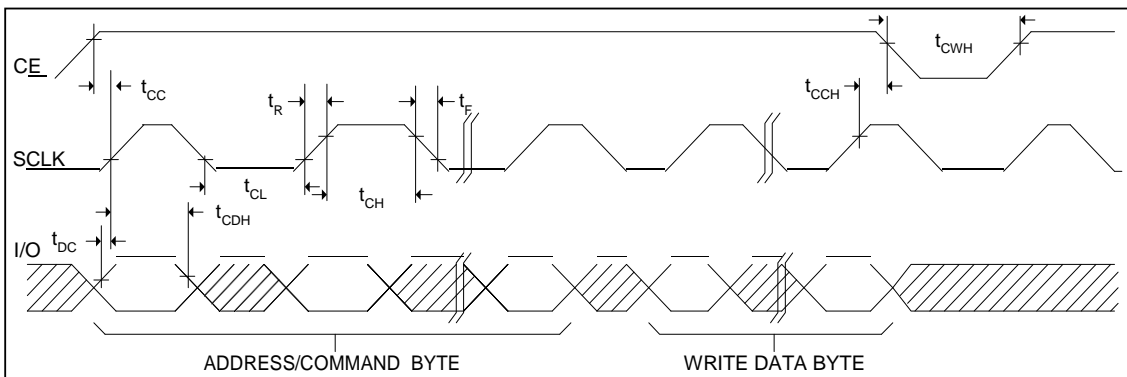 CE
tCWH
tCC
tR
tF
tCCH
SCLK
tCL
tCH
tCDH
tDC
I/O
ADDRESS/COMMAND BYTE
WRITE DATA BYTE